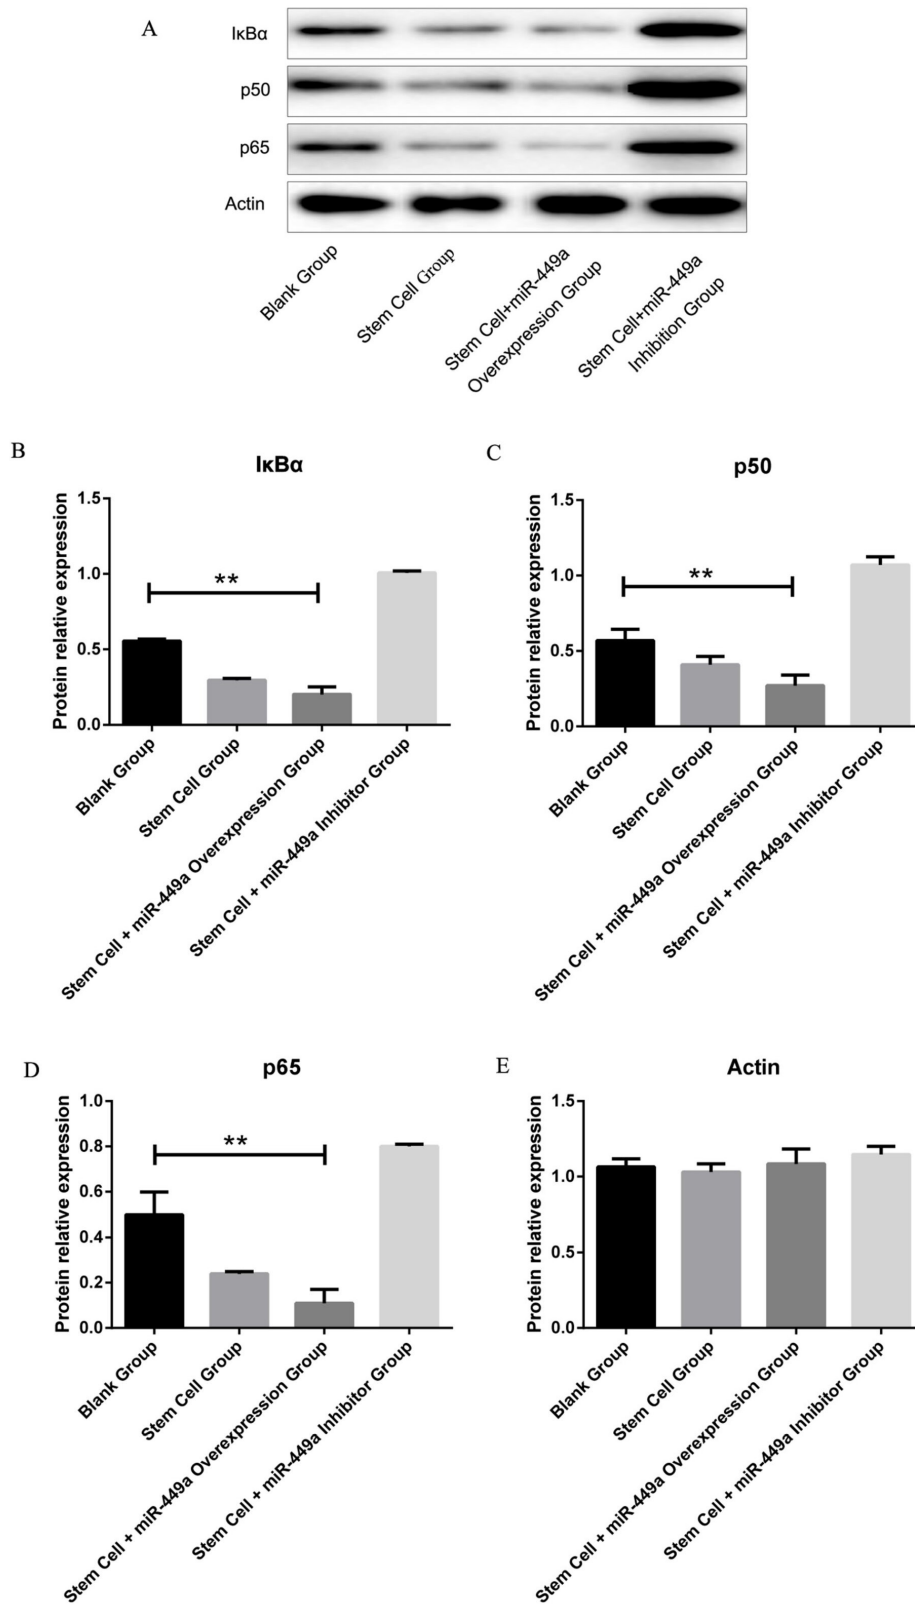 A
IκBα
p50
p65
Actin
Blank Group
Stem Cell Group
Stem Cell+miR-449a
Overexpression Group
Stem Cell+miR-449a
Inhibition Group
B
IκBα
Protein relative expression
1.5
1.0
0.5
0.0
**
Blank Group
Stem Cell Group
Stem Cell + miR-449a Overexpression Group
Stem Cell + miR-449a Inhibitor Group
C
p50
Protein relative expression
1.5
1.0
0.5
0.0
**
Blank Group
Stem Cell Group
Stem Cell + miR-449a Overexpression Group
Stem Cell + miR-449a Inhibitor Group
D
p65
Protein relative expression
1.0
0.8
0.6
0.4
0.2
0.0
**
Blank Group
Stem Cell Group
Stem Cell + miR-449a Overexpression Group
Stem Cell + miR-449a Inhibitor Group
E
Actin
Protein relative expression
1.5
1.0
0.5
0.0
Blank Group
Stem Cell Group
Stem Cell + miR-449a Overexpression Group
Stem Cell + miR-449a Inhibitor Group